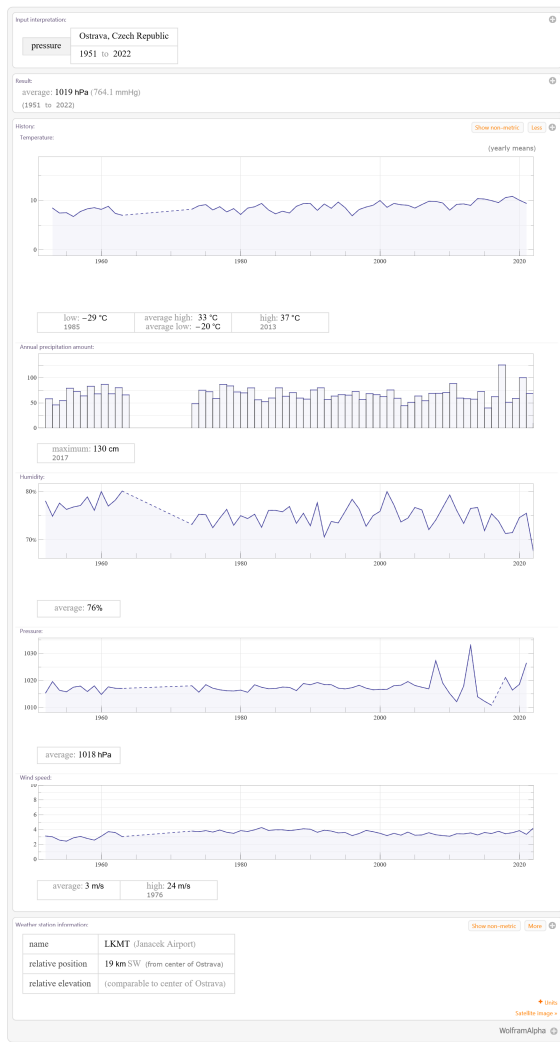 Input interpretation:
pressure
Ostrava, Czech Republic
1951 to 2022
Result:
average: 1019 hPa (764.1 mmHg)
(1951 to 2022)
History:
Show non-metric Less
Temperature:
(yearly means)
10
0
1960 1980 2000 2020
low: −29 °C
1985
average high: 33 °C
average low: −20 °C
high: 37 °C
2013
Annual precipitation amount:
100
50
0
maximum: 130 cm
2017
Humidity:
80%
70%
1960 1980 2000 2020
average: 76%
Pressure:
1030
1020
1010
1960 1980 2000 2020
average: 1018 hPa
Wind speed:
10
8
6
4
2
0
1960 1980 2000 2020
average: 3 m/s
high: 24 m/s
1976
Weather station information:
Show non-metric More
name LKMT (Janacek Airport)
relative position 19 km SW (from center of Ostrava)
relative elevation (comparable to center of Ostrava)
Units
Satellite image »
WolframAlpha